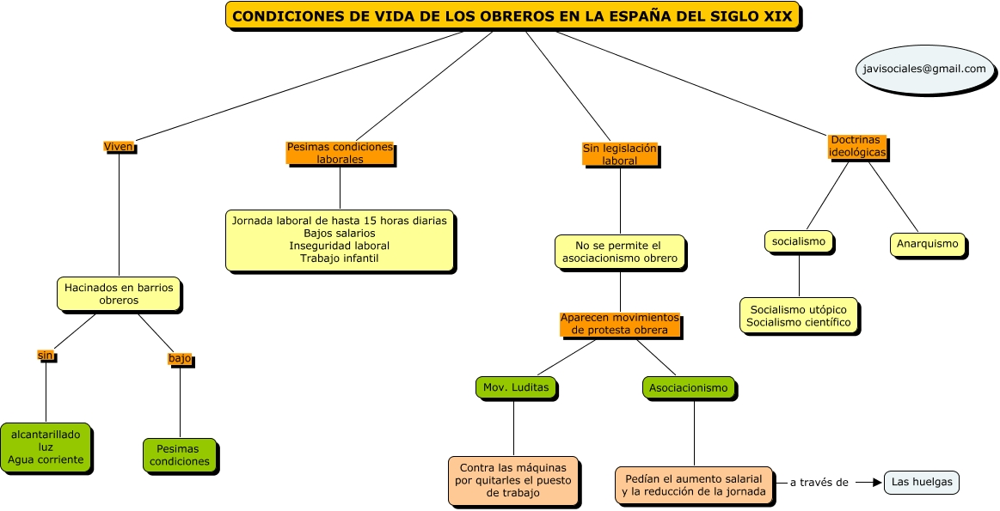 CONDICIONES DE VIDA DE LOS OBREROS EN LA ESPAÑA DEL SIGLO XIX
javisociales@gmail.com
Viven
Pesimas condiciones
laborales
Sin legislación
laboral
Doctrinas
ideológicas
Jornada laboral de hasta 15 horas diarias
Bajos salarios
Inseguridad laboral
Trabajo infantil
No se permite el
asociacionismo obrero
socialismo
Anarquismo
Hacinados en barrios
obreros
Socialismo utópico
Socialismo científico
Aparecen movimientos
de protesta obrera
sin
bajo
Mov. Luditas
Asociacionismo
alcantarillado
luz
Agua corriente
Pesimas
condiciones
Contra las máquinas
por quitarles el puesto
de trabajo
Pedían el aumento salarial
y la reducción de la jornada
a través de
Las huelgas